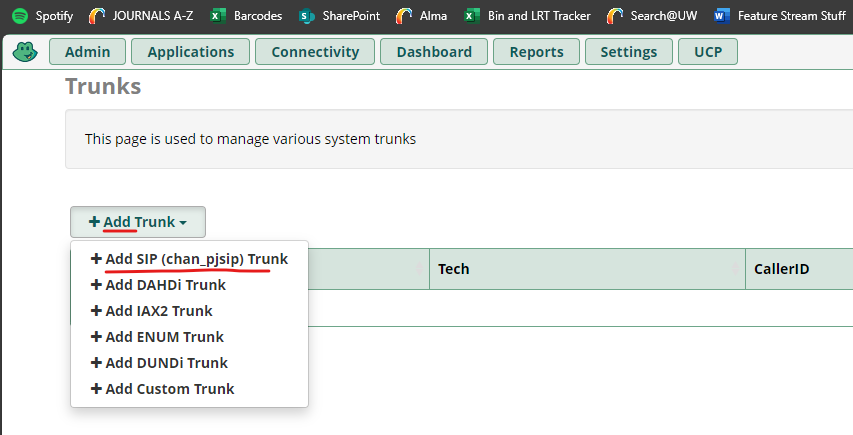 Spotify JOURNALS A-Z Barcodes SharePoint Alma Bin and LRT Tracker Search@UW Feature Stream Stuff
Admin Applications Connectivity Dashboard Reports Settings UCP
Trunks
This page is used to manage various system trunks
Add Trunk
Add SIP (chan_pjsip) Trunk
Tech CallerID
Add DAHDi Trunk
Add IAX2 Trunk
Add ENUM Trunk
Add DUNDi Trunk
Add Custom Trunk